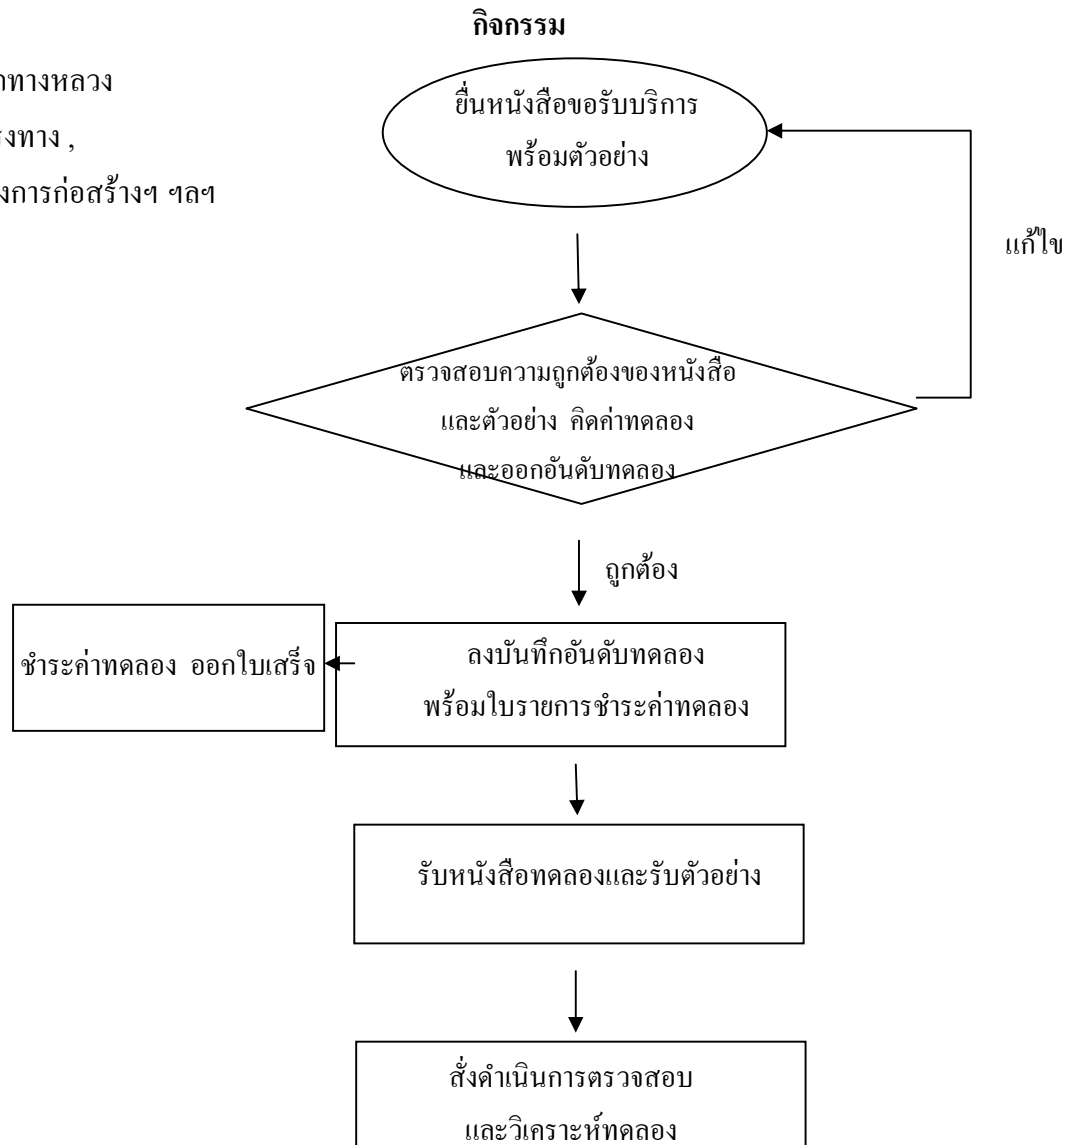 กิจกรรม
ทางหลวง
งทาง ,
งการก่อสร้างฯ ฯลฯ
ยื่นหนังสือขอรับบริการ
พร้อมตัวอย่าง
แก้ไข
ตรวจสอบความถูกต้องของหนังสือ
และตัวอย่าง คิดค่าทดลอง
และออกอันดับทดลอง
ถูกต้อง
ชำระค่าทดลอง ออกใบเสร็จ
ลงบันทึกอันดับทดลอง
พร้อมใบรายการชำระค่าทดลอง
รับหนังสือทดลองและรับตัวอย่าง
สั่งดำเนินการตรวจสอบ
และวิเคราะห์ทดลอง